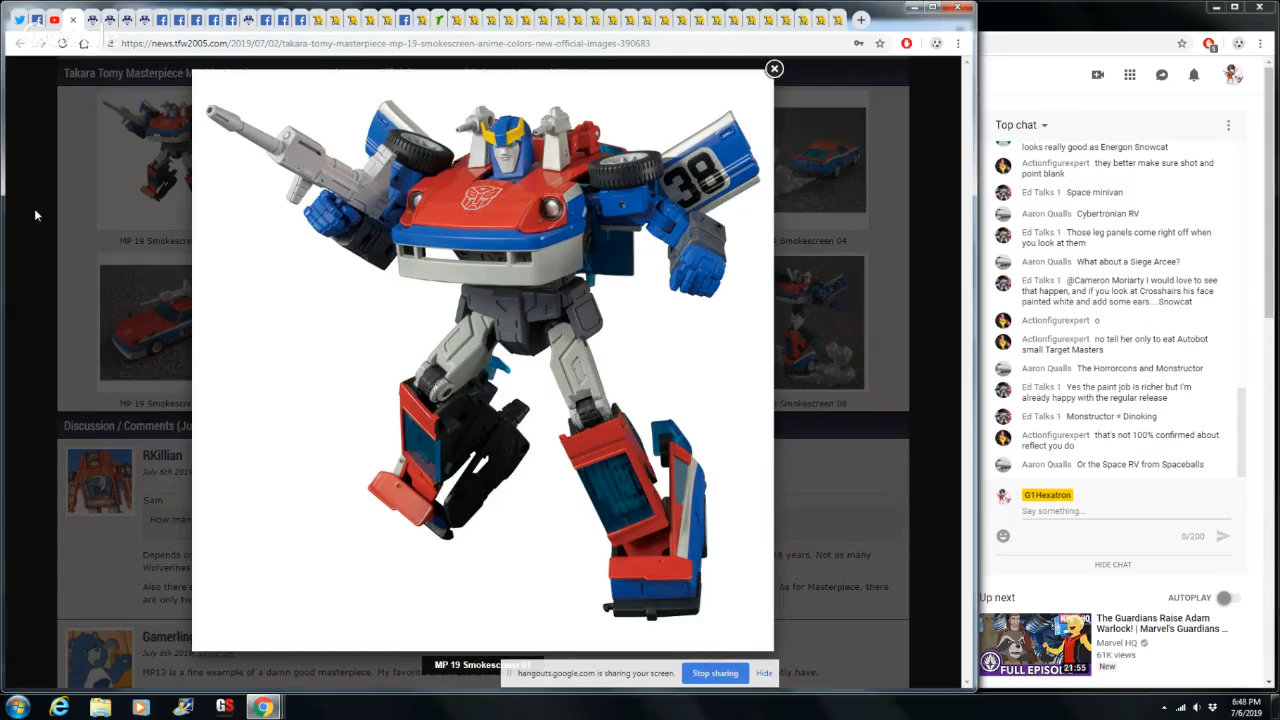 https://news.tfw2005.com/2019/07/02/takara-tomy-masterpiece-mp-19-smokescreen-anime-colors-new-official-images-390683
Takara Tomy Masterpiece M
38
MP 19 Smokes
Smokescreen 04
MP 19 Smokesc
Smokescreen 08
Discussion / Comments (Ju
RKillian
July 6th 2019
Sam
How man
Depends o
8 years. Not as many
Wolverines
Also there's
As for Masterpiece, there
are only tw
Gamerlin
MP13 is a fine example of a damn good masterpiece. My favorit
tly have.
MP 19 Smokescreen 01
hangouts.google.com is sharing your screen.
Stop sharing
Hide
Top chat
looks really good as Energon Snowcat
Actionfigurexpert they better make sure shot and
point blank
Ed Talks 1 Space minivan
Aaron Qualls Cybertronian RV
Ed Talks 1 Those leg panels come right off when
you look at them
Aaron Qualls What about a Siege Arcee?
Ed Talks 1 @Cameron Moriarty I would love to see
that happen, and if you look at Crosshairs his face
painted white and add some ears....Snowcat
Actionfigurexpert o
Actionfigurexpert no tell her only to eat Autobot
small Target Masters
Aaron Qualls The Horrorcons and Monstructor
Ed Talks 1 Yes the paint job is richer but I'm
already happy with the regular release
Ed Talks 1 Monstructor = Dinoking
Actionfigurexpert that's not 100% confirmed about
reflect you do
Aaron Qualls Or the Space RV from Spaceballs
G1Hexatron
Say something...
0/200
HIDE CHAT
Up next
AUTOPLAY
The Guardians Raise Adam
Warlock! | Marvel's Guardians ...
Marvel HQ
61K views
New
FULL EPISO
21:55
GS
6:48 PM
7/6/2019